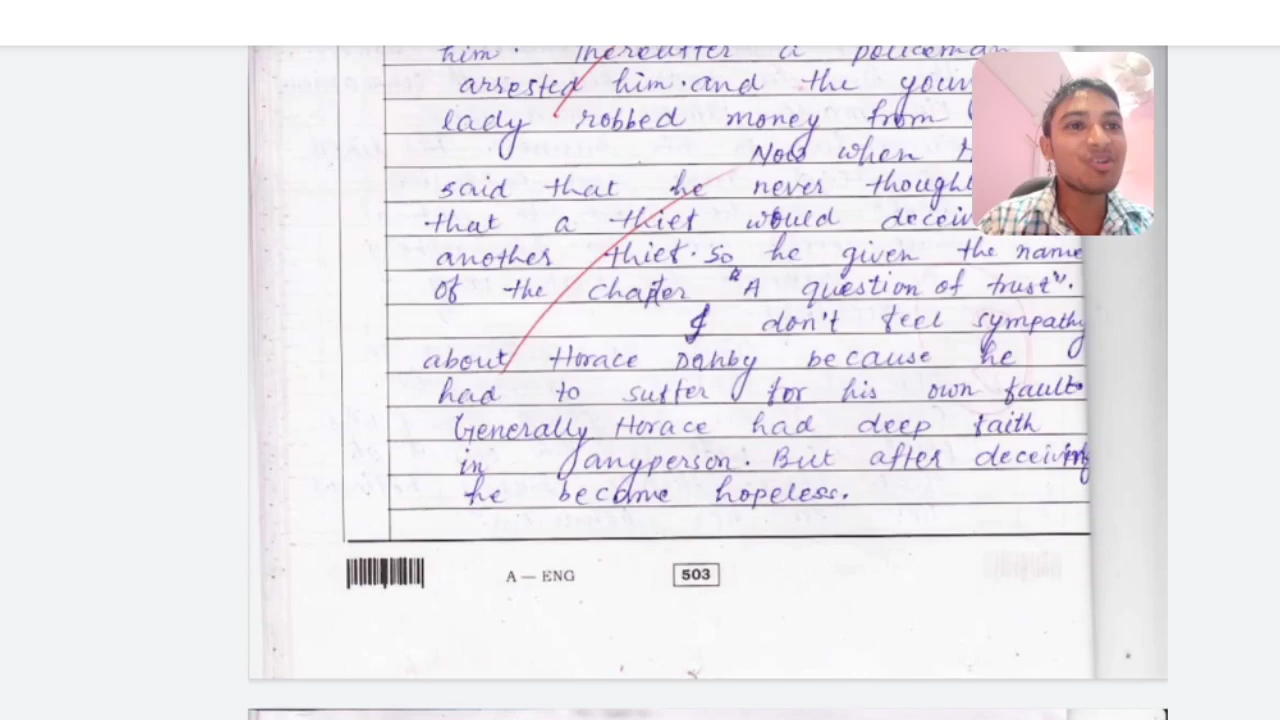 him. Thereafter a policeman
arrested him. and the
lady robbed money from
Now when
said that he never thought
that a thief would
another thief. So he given the name
of the chapter "A question of trust".
I don't feel sympathy
about Horace Danby because he
had to suffer for his own fault.
Generally Horace had deep faith
in anyperson. But after deceiving
he become hopeless.
A — ENG
503